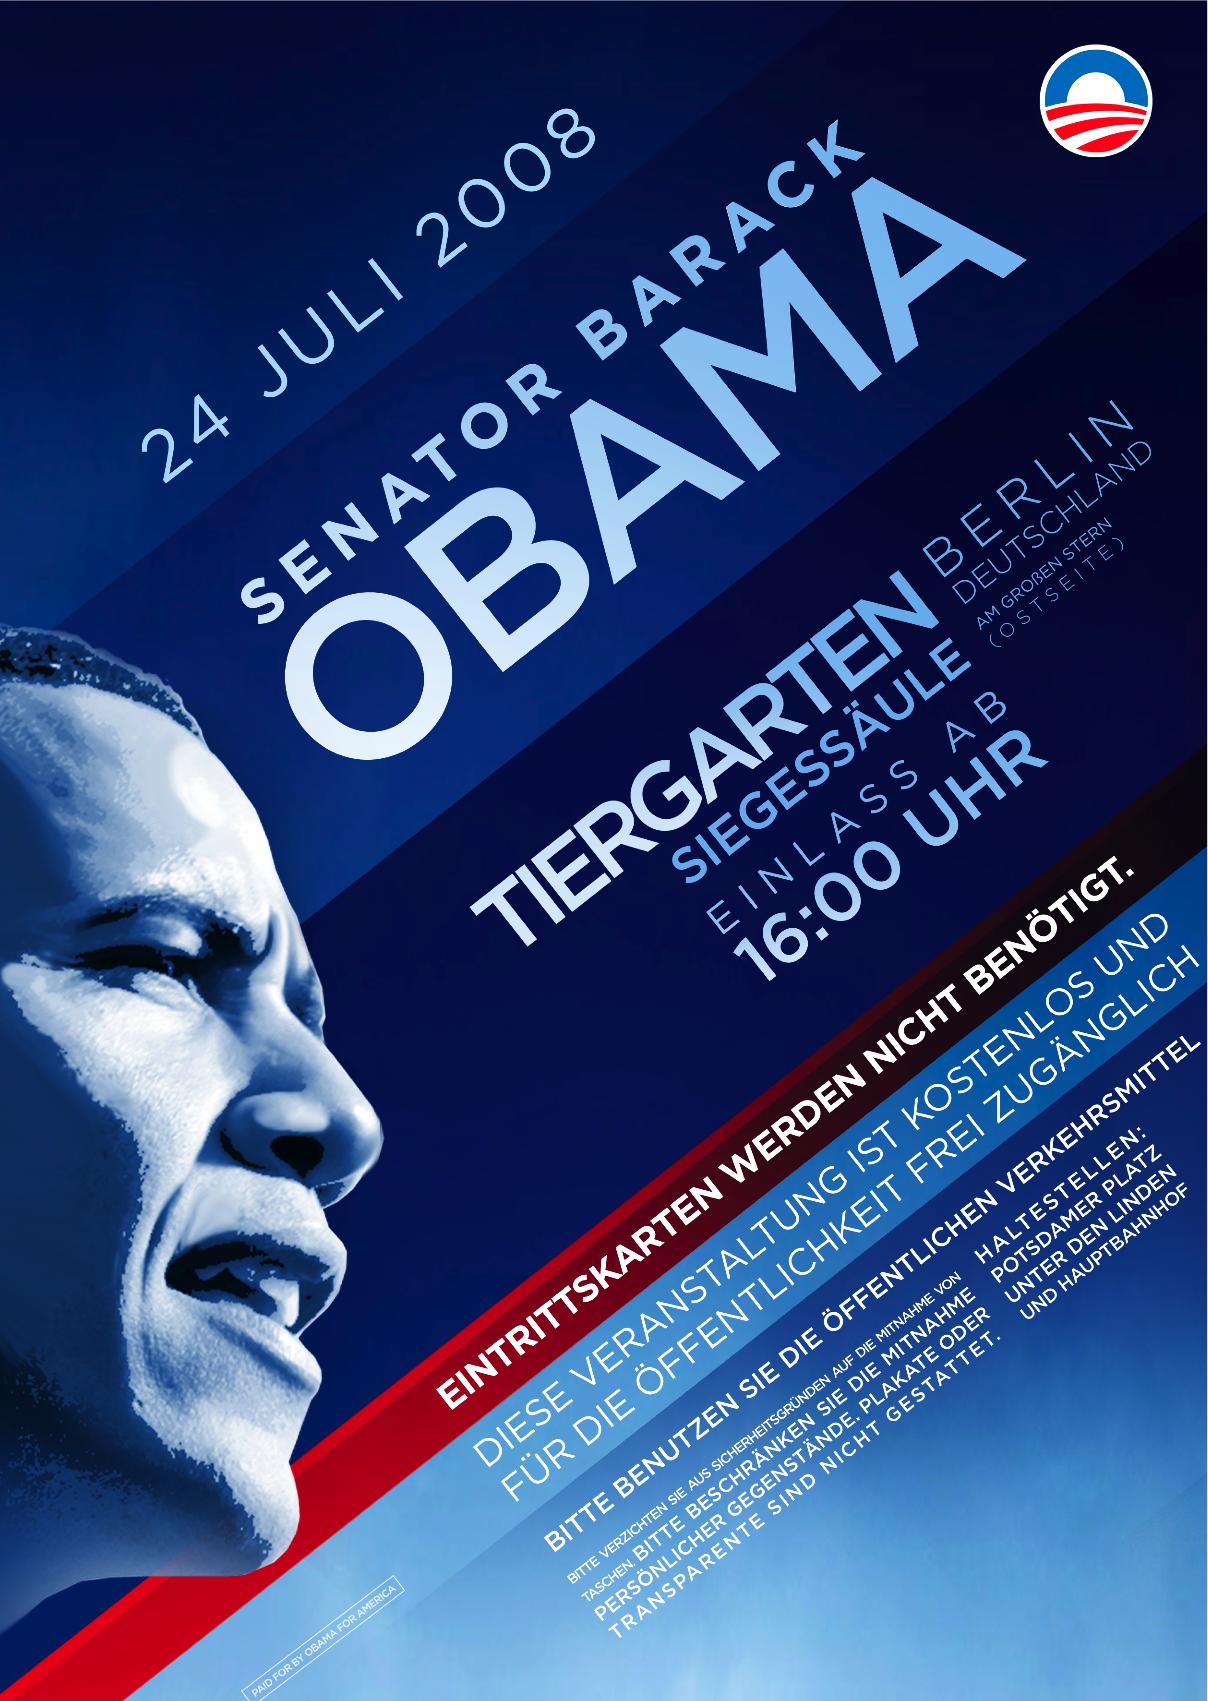 24 JULI 2008
SENATOR BARACK
OBAMA
TIERGARTEN
SIEGESSÄULE
BERLIN
DEUTSCHLAND
AM GROßEN STERN
(OSTSEITE)
EINLASS AB
16:00 UHR
EINTRITTSKARTEN WERDEN NICHT BENÖTIGT.
DIESE VERANSTALTUNG IST KOSTENLOS UND
FÜR DIE ÖFFENTLICHKEIT FREI ZUGÄNGLICH
BITTE BENUTZEN SIE DIE ÖFFENTLICHEN VERKEHRSMITTEL
HALTESTELLEN:
POTSDAMER PLATZ
UNTER DEN LINDEN
UND HAUPTBAHNHOF
BITTE VERZICHTEN SIE AUS SICHERHEITSGRÜNDEN AUF DIE MITNAHME VON
TASCHEN. BITTE BESCHRÄNKEN SIE DIE MITNAHME
PERSÖNLICHER GEGENSTÄNDE. PLAKATE ODER
TRANSPARENTE SIND NICHT GESTATTET.
PAID FOR BY OBAMA FOR AMERICA